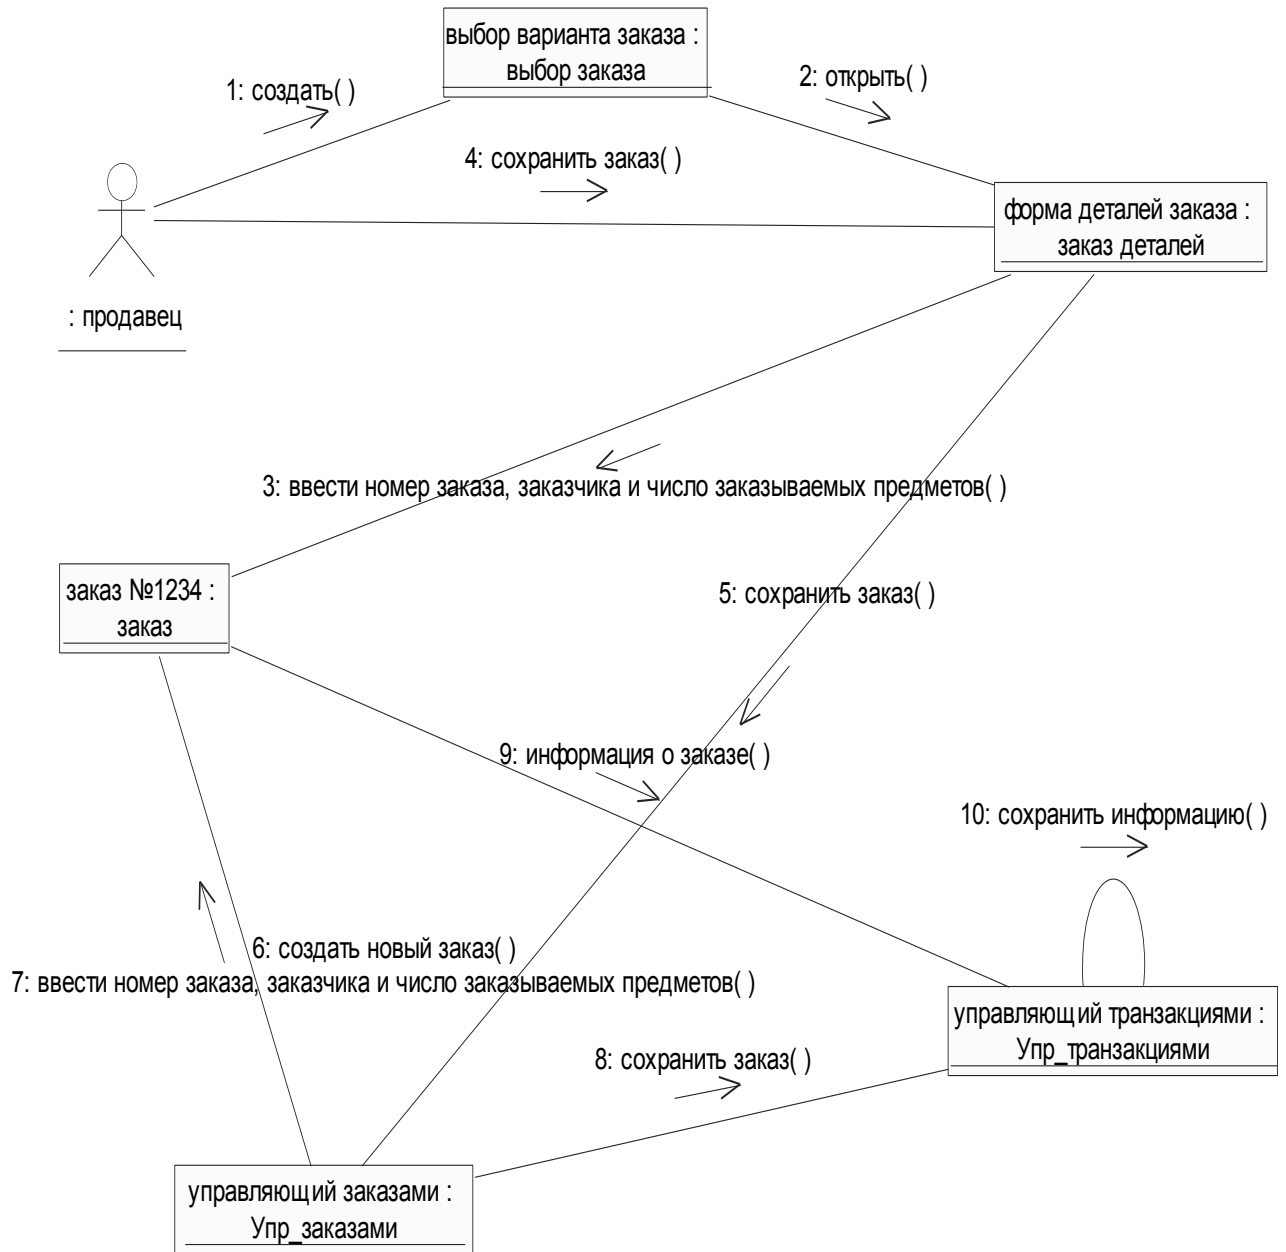 выбор варианта заказа :
выбор заказа
1: создать( )
2: открыть( )
4: сохранить заказ( )
форма деталей заказа :
заказ деталей
: продавец
3: ввести номер заказа, заказчика и число заказываемых предметов( )
заказ №1234 :
заказ
5: сохранить заказ( )
9: информация о заказе( )
10: сохранить информацию( )
6: создать новый заказ( )
7: ввести номер заказа, заказчика и число заказываемых предметов( )
управляющий транзакциями :
Упр_транзакциями
8: сохранить заказ( )
управляющий заказами :
Упр_заказами